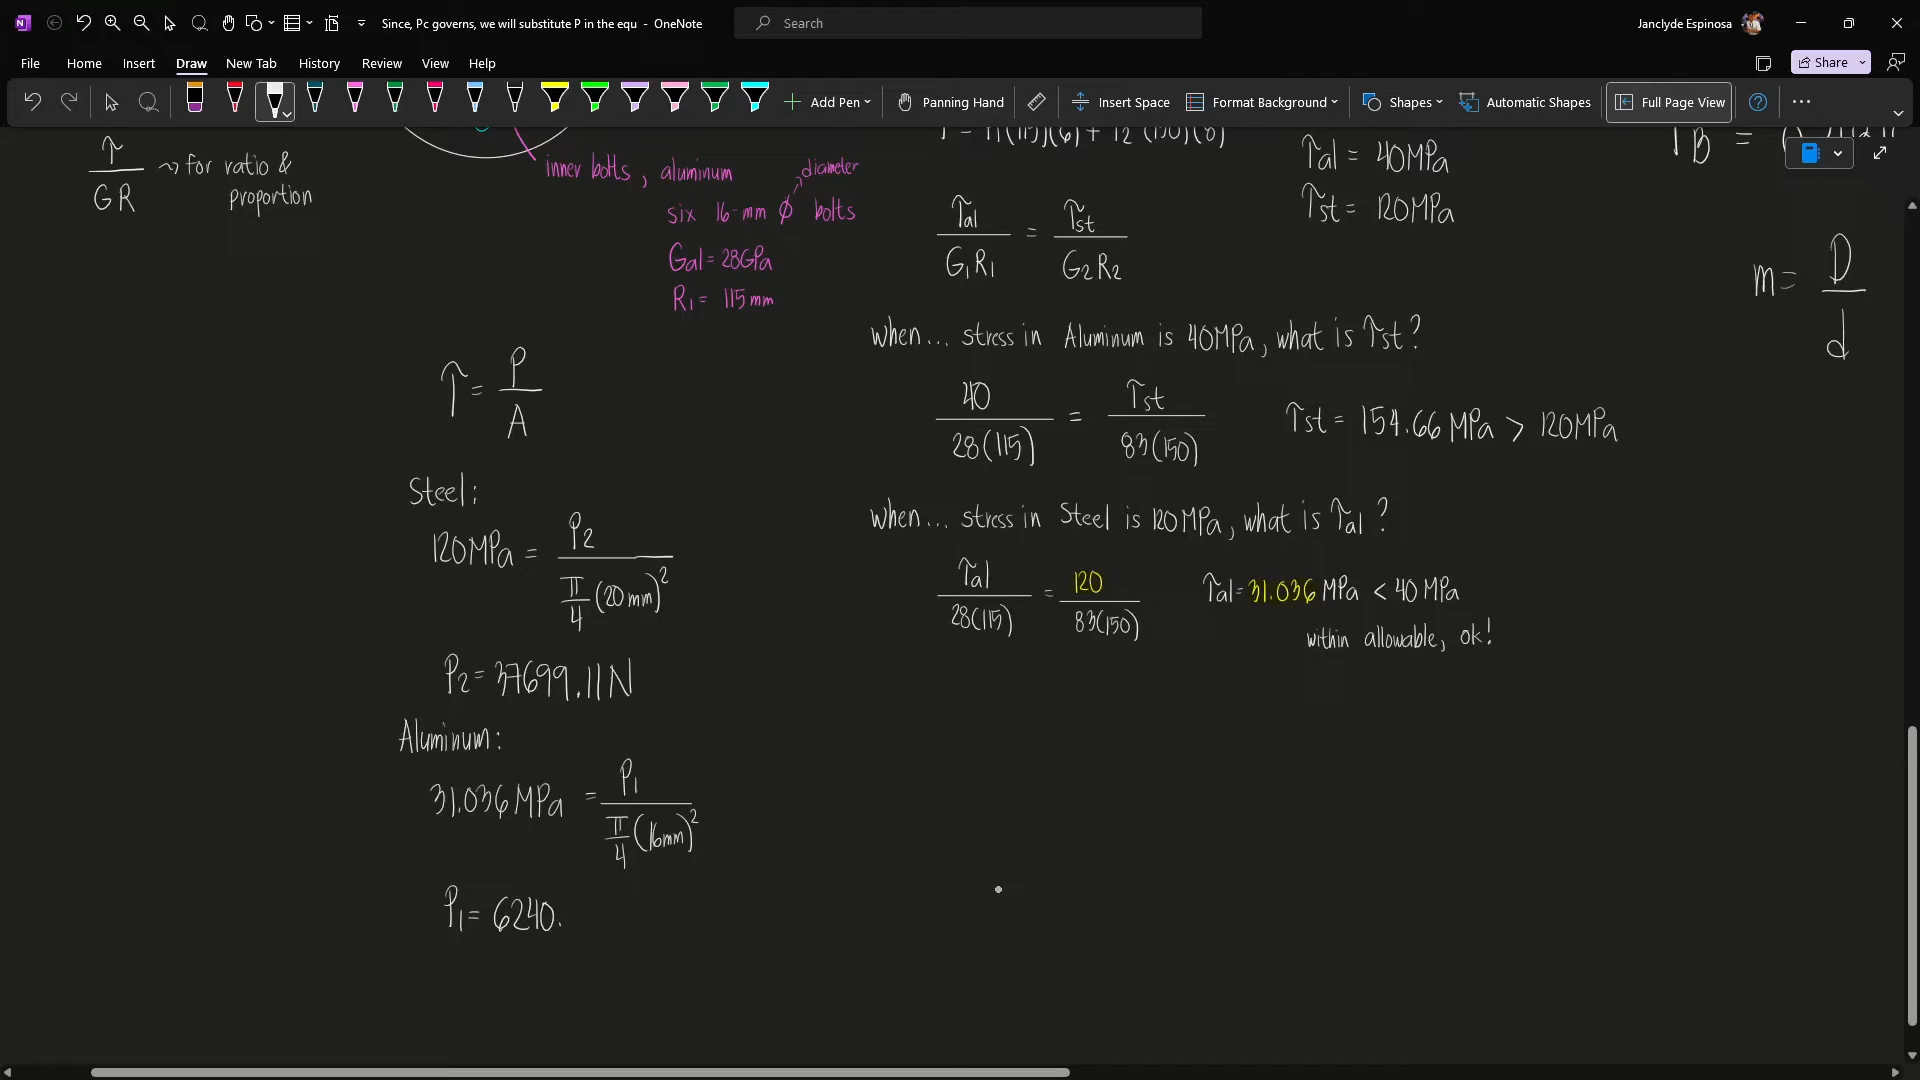 Since, Pc governs, we will substitute P in the equ - OneNote
Search
Janclyde Espinosa
File Home Insert Draw New Tab History Review View Help
Share
Add Pen
Panning Hand
Insert Space
Format Background
Shapes
Automatic Shapes
Full Page View
τ/GR ~> for ratio & proportion
inner bolts, aluminum
diameter
six 16-mm ϕ bolts
Gal = 28GPa
R1 = 115mm
τ = P/A
Steel:
120MPa = P2 / (π/4 (20mm)²)
P2 = 37699.11N
Aluminum:
31.036MPa = P1 / (π/4 (16mm)²)
P1 = 6240.
(115)(6) + (150)(8)
τal / G1R1 = τst / G2R2
τal = 40MPa
τst = 120MPa
When... stress in Aluminum is 40MPa, what is τst?
40 / 28(115) = τst / 83(150)
τst = 154.66 MPa > 120MPa
When... stress in Steel is 120MPa, what is τal?
τal / 28(115) = 120 / 83(150)
τal = 31.036 MPa < 40 MPa
within allowable, ok!
m = D/d